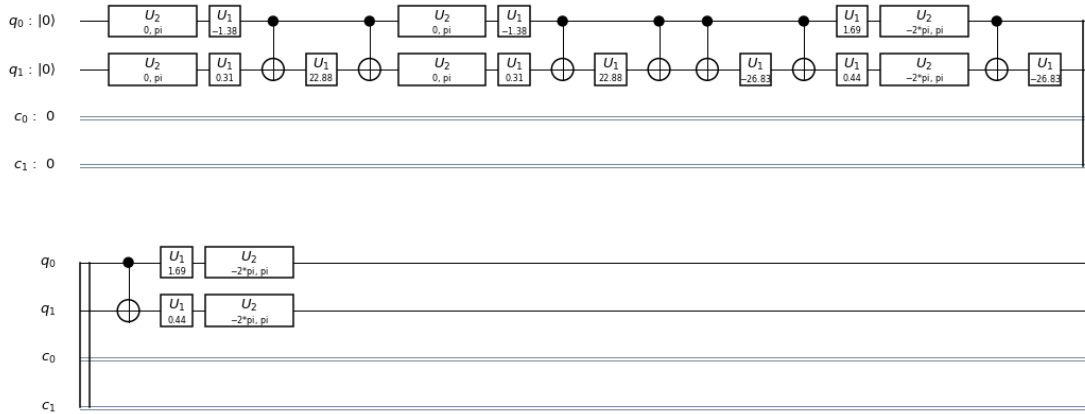 q₀ : |0⟩ U₂ 0, pi U₁ −1.38 U₂ 0, pi U₁ −1.38 U₁ 1.69 U₂ −2*pi, pi
q₁ : |0⟩ U₂ 0, pi U₁ 0.31 U₁ 22.88 U₂ 0, pi U₁ 0.31 U₁ 22.88 U₁ −26.83 U₁ 0.44 U₂ −2*pi, pi U₁ −26.83
c₀ : 0
c₁ : 0
q₀ U₁ 1.69 U₂ −2*pi, pi
q₁ U₁ 0.44 U₂ −2*pi, pi
c₀
c₁